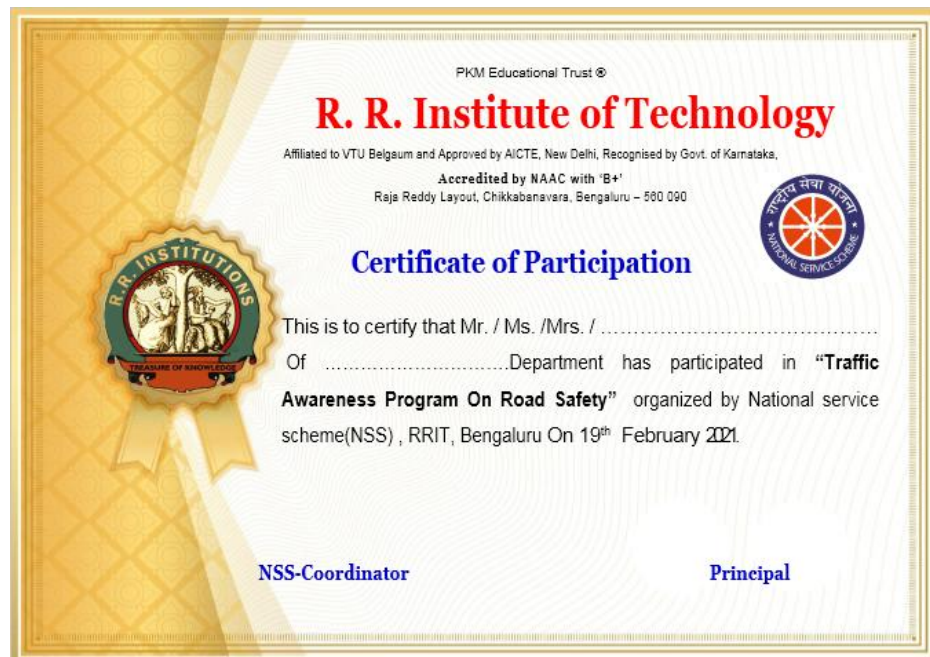 PKM Educational Trust ®
R. R. Institute of Technology
Affiliated to VTU Belgaum and Approved by AICTE, New Delhi, Recognised by Govt. of Karnataka,
Accredited by NAAC with 'B+'
Raja Reddy Layout, Chikkabanavara, Bengaluru – 560 090
राष्ट्रीय सेवा योजना
NATIONAL SERVICE SCHEME
R.R. INSTITUTIONS
TREASURE OF KNOWLEDGE
Certificate of Participation
This is to certify that Mr. / Ms. /Mrs. / ……………………………………
Of ………………………..Department has participated in “Traffic
Awareness Program On Road Safety” organized by National service
scheme(NSS) , RRIT, Bengaluru On 19th February 2021.
NSS-Coordinator Principal